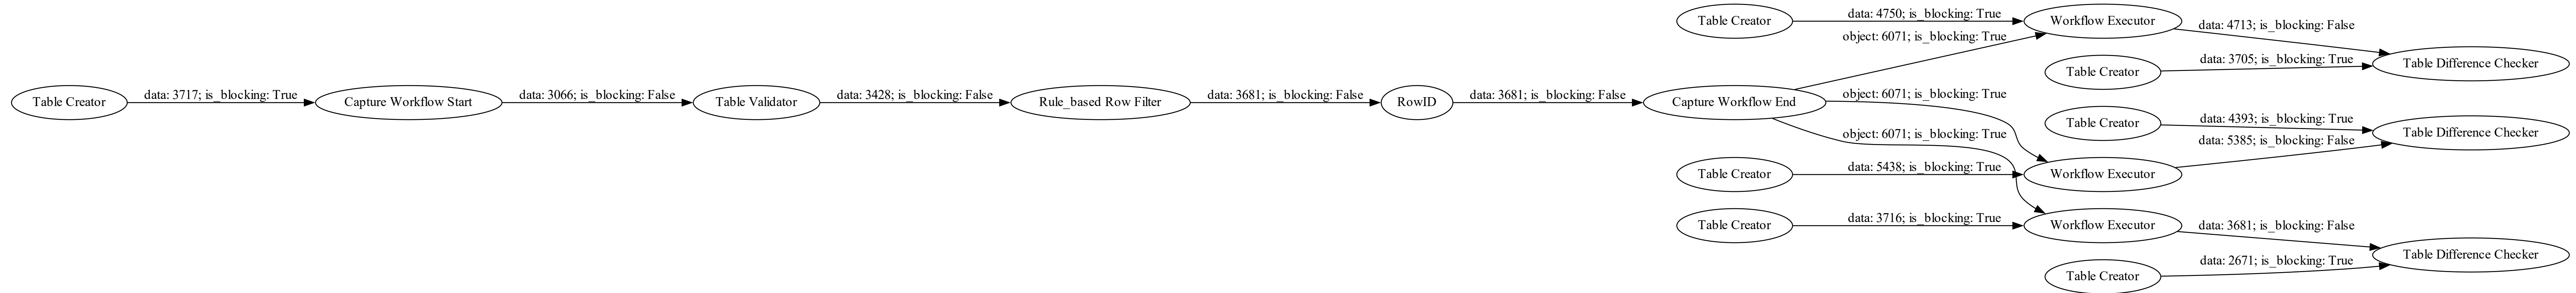 Table Creator
data: 3717; is_blocking: True
Capture Workflow Start
data: 3066; is_blocking: False
Table Validator
data: 3428; is_blocking: False
Rule_based Row Filter
data: 3681; is_blocking: False
RowID
data: 3681; is_blocking: False
Capture Workflow End
Table Creator
data: 4750; is_blocking: True
object: 6071; is_blocking: True
Workflow Executor
data: 4713; is_blocking: False
Table Creator
data: 3705; is_blocking: True
Table Difference Checker
object: 6071; is_blocking: True
Table Creator
data: 4393; is_blocking: True
Table Difference Checker
object: 6071; is_blocking: True
Table Creator
data: 5438; is_blocking: True
Workflow Executor
data: 5385; is_blocking: False
Table Creator
data: 3716; is_blocking: True
Workflow Executor
data: 3681; is_blocking: False
Table Difference Checker
Table Creator
data: 2671; is_blocking: True